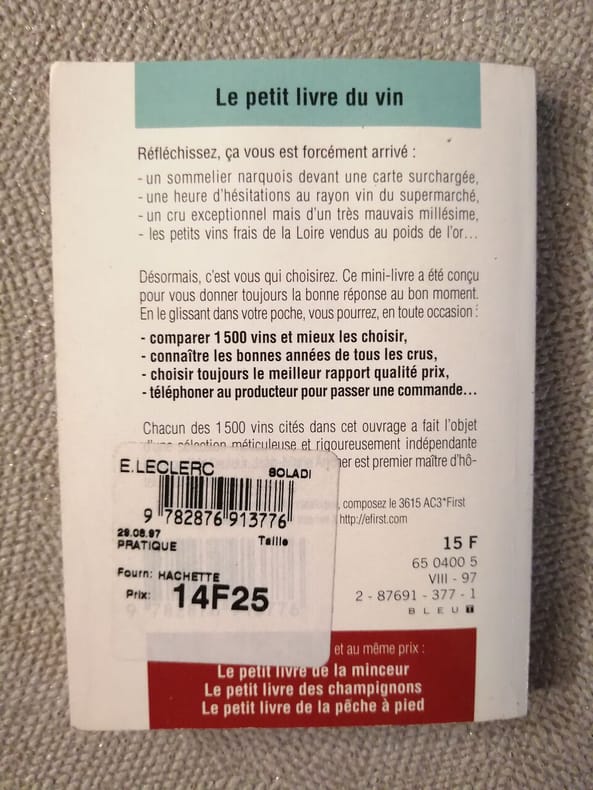 Le petit livre du vin
Réfléchissez, ça vous est forcément arrivé :
- un sommelier narquois devant une carte surchargée,
- une heure d'hésitations au rayon vin du supermarché,
- un cru exceptionnel mais d'un très mauvais millésime,
- les petits vins frais de la Loire vendus au poids de l'or...
Désormais, c'est vous qui choisirez. Ce mini-livre a été conçu
pour vous donner toujours la bonne réponse au bon moment.
En le glissant dans votre poche, vous pourrez, en toute occasion :
- comparer 1 500 vins et mieux les choisir,
- connaître les bonnes années de tous les crus,
- choisir toujours le meilleur rapport qualité prix,
- téléphoner au producteur pour passer une commande...
Chacun des 1 500 vins cités dans cet ouvrage a fait l'objet
d'une sélection méticuleuse et rigoureusement indépendante
er est premier maître d'hô-
composez le 3615 AC3*First
http://efirst.com
E.LECLERC SOLADI
9 782876 913776
29.08.97 Taille
PRATIQUE
Fourn: HACHETTE
Prix: 14F25
15 F
65 0400 5
VIII - 97
2 - 87691 - 377 - 1
BLEU T
et au même prix :
Le petit livre de la minceur
Le petit livre des champignons
Le petit livre de la pêche à pied